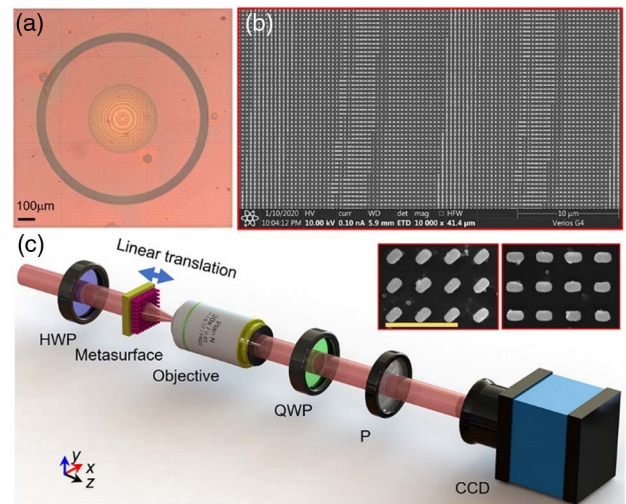 (a)
100μm
(b)
1/10/2020 HV curr WD det mag HFW 10 μm
10:04:12 PM 10.00 kV 0.10 nA 5.9 mm ETD 10 000 x 41.4 μm Verios G4
(c)
Linear translation
HWP
Metasurface
Plan N
Objective
QWP
P
CCD
y
x
z